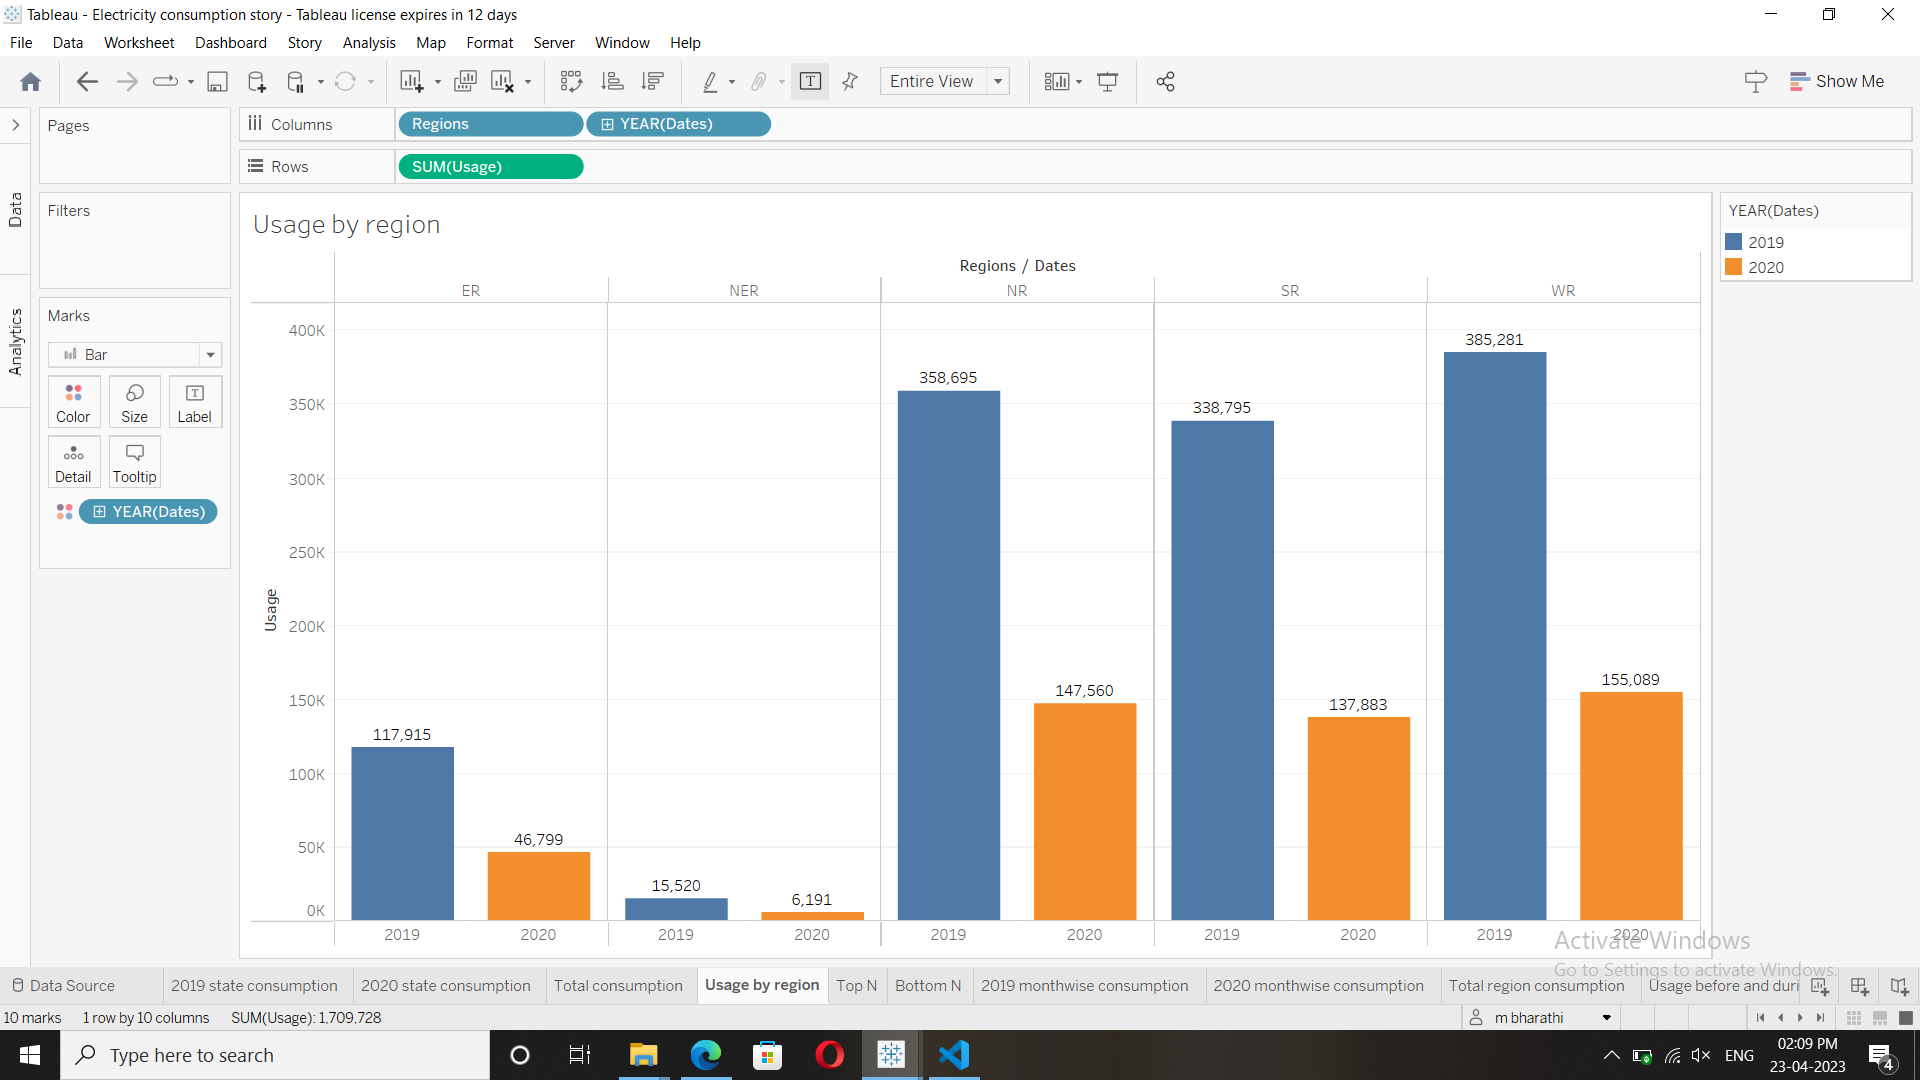 Tableau - Electricity consumption story - Tableau license expires in 12 days
File Data Worksheet Dashboard Story Analysis Map Format Server Window Help
Entire View
Show Me
Pages
Columns
Regions
YEAR(Dates)
Rows
SUM(Usage)
Data
Analytics
Filters
Marks
Bar
Color Size Label
Detail Tooltip
YEAR(Dates)
Usage by region
Regions / Dates
ER NER NR SR WR
Usage
400K
350K
300K
250K
200K
150K
100K
50K
0K
117,915
46,799
15,520
6,191
358,695
147,560
338,795
137,883
385,281
155,089
2019 2020 2019 2020 2019 2020 2019 2020 2019 2020
YEAR(Dates)
2019
2020
Activate Windows
Go to Settings to activate Windows.
Data Source 2019 state consumption 2020 state consumption Total consumption Usage by region Top N Bottom N 2019 monthwise consumption 2020 monthwise consumption Total region consumption Usage before and duri
10 marks 1 row by 10 columns SUM(Usage): 1,709,728
m bharathi
Type here to search
ENG
02:09 PM
23-04-2023
4